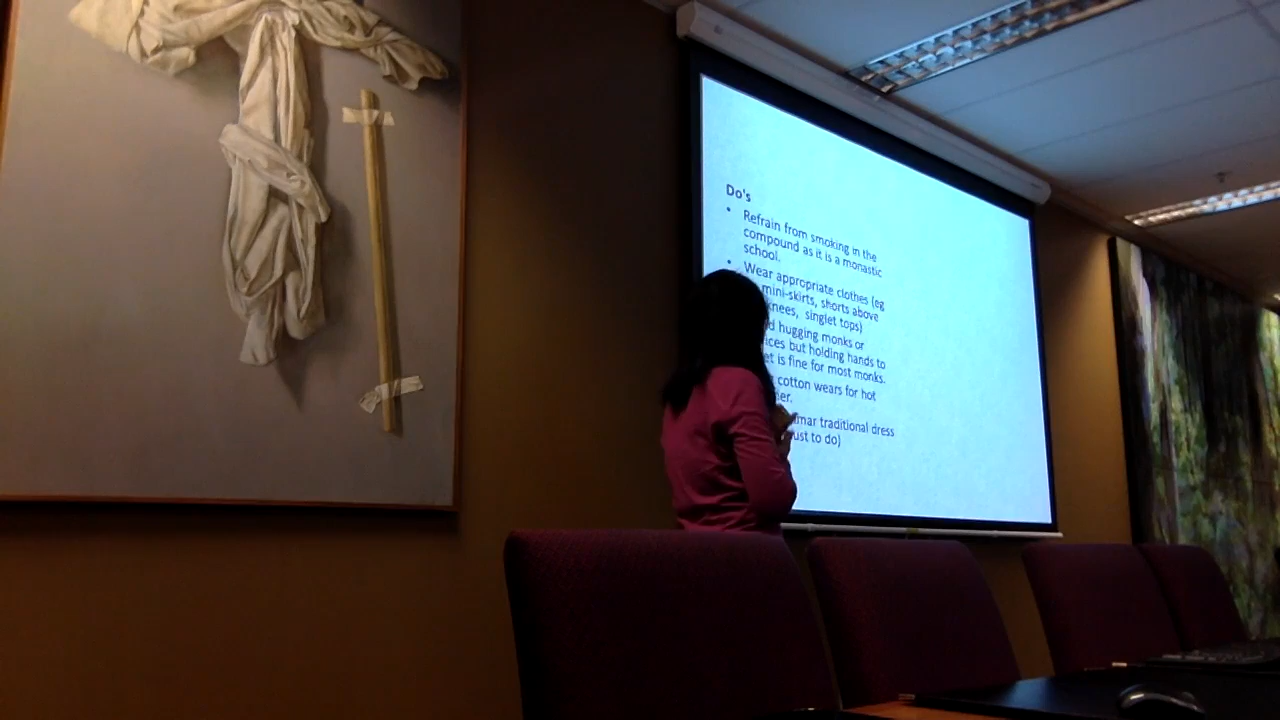 Do's
• Refrain from smoking in the
compound as it is a monastic
school.
• Wear appropriate clothes (eg
mini-skirts, shorts above
knees, singlet tops)
hugging monks or
but holding hands to
is fine for most monks.
cotton wears for hot
traditional dress
to do)